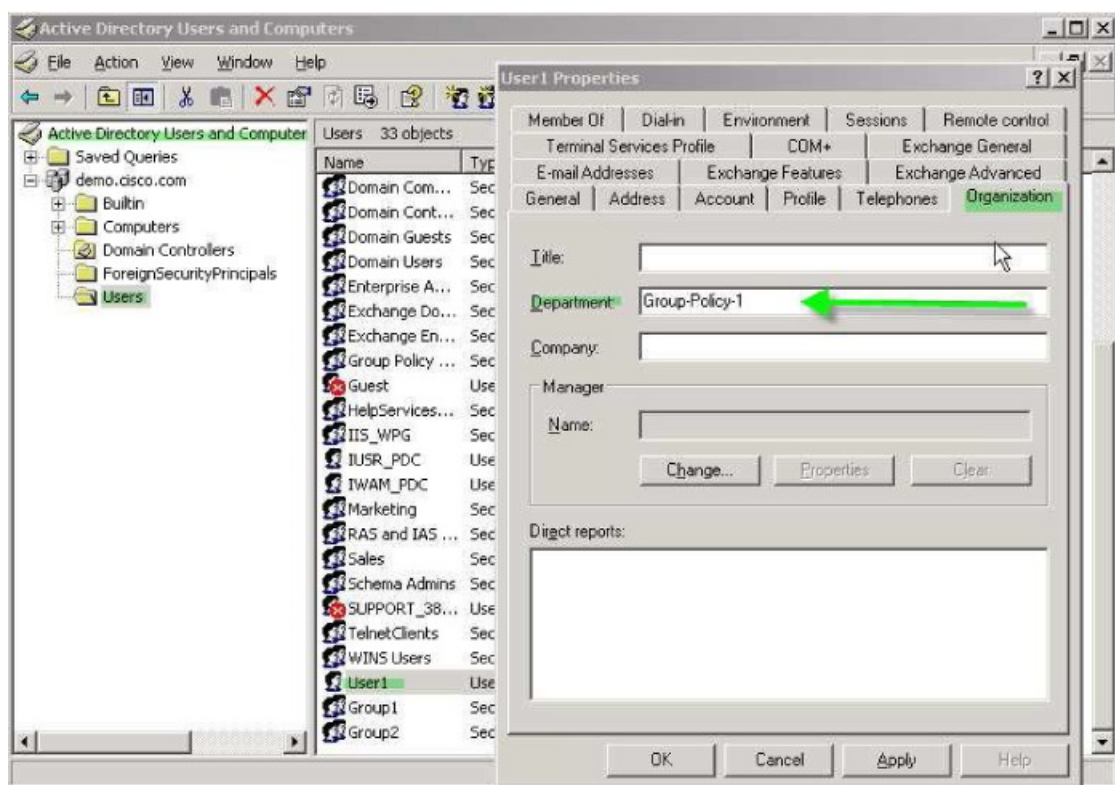 Active Directory Users and Computers
File Action View Window Help
Active Directory Users and Computer
Saved Queries
demo.cisco.com
Builtin
Computers
Domain Controllers
ForeignSecurityPrincipals
Users
Users 33 objects
Name Typ
Domain Com... Sec
Domain Cont... Sec
Domain Guests Sec
Domain Users Sec
Enterprise A... Sec
Exchange Do... Sec
Exchange En... Sec
Group Policy ... Sec
Guest Use
HelpServices... Sec
IIS_WPG Sec
IUSR_PDC Use
IWAM_PDC Use
Marketing Sec
RAS and IAS ... Sec
Sales Sec
Schema Admins Sec
SUPPORT_38... Use
TelnetClients Sec
WINS Users Sec
User1 Use
Group1 Sec
Group2 Sec
User1 Properties
Member Of Dial-in Environment Sessions Remote control
Terminal Services Profile COM+ Exchange General
E-mail Addresses Exchange Features Exchange Advanced
General Address Account Profile Telephones Organization
Title:
Department: Group-Policy-1
Company:
Manager
Name:
Change... Properties Clear
Direct reports:
OK Cancel Apply Help